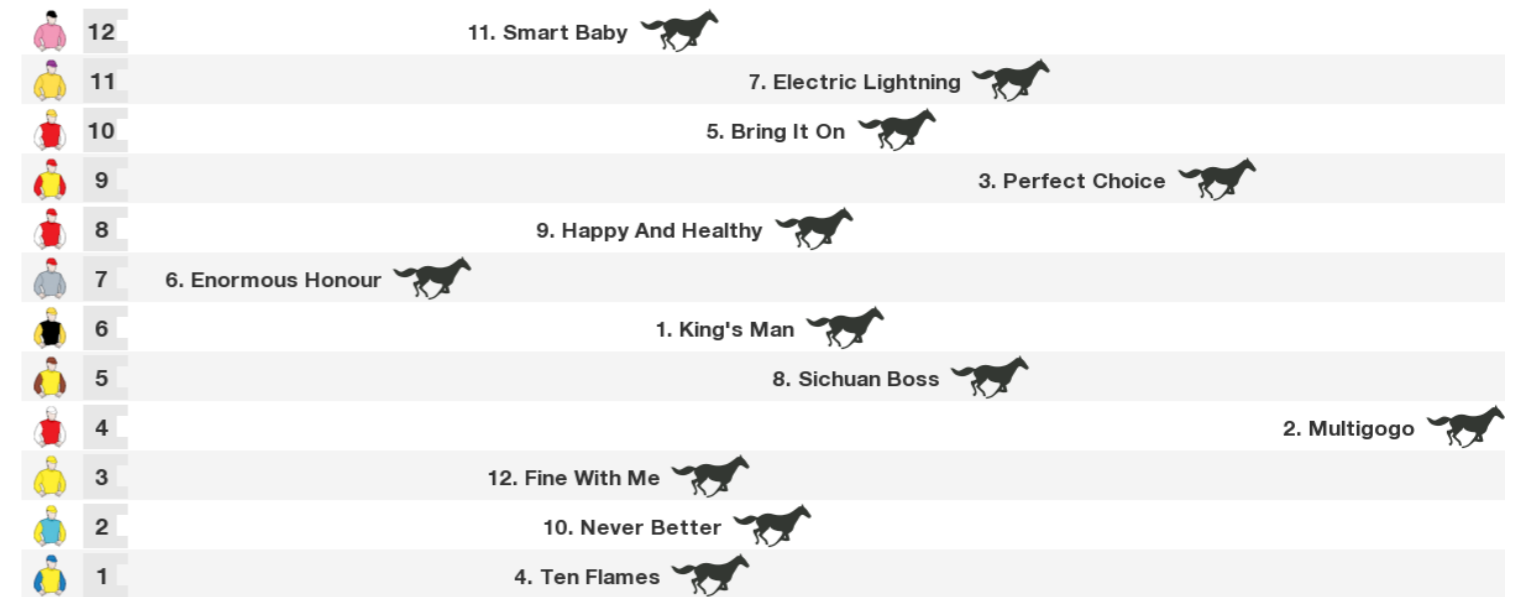 12 11. Smart Baby
11 7. Electric Lightning
10 5. Bring It On
9 3. Perfect Choice
8 9. Happy And Healthy
7 6. Enormous Honour
6 1. King's Man
5 8. Sichuan Boss
4 2. Multigogo
3 12. Fine With Me
2 10. Never Better
1 4. Ten Flames